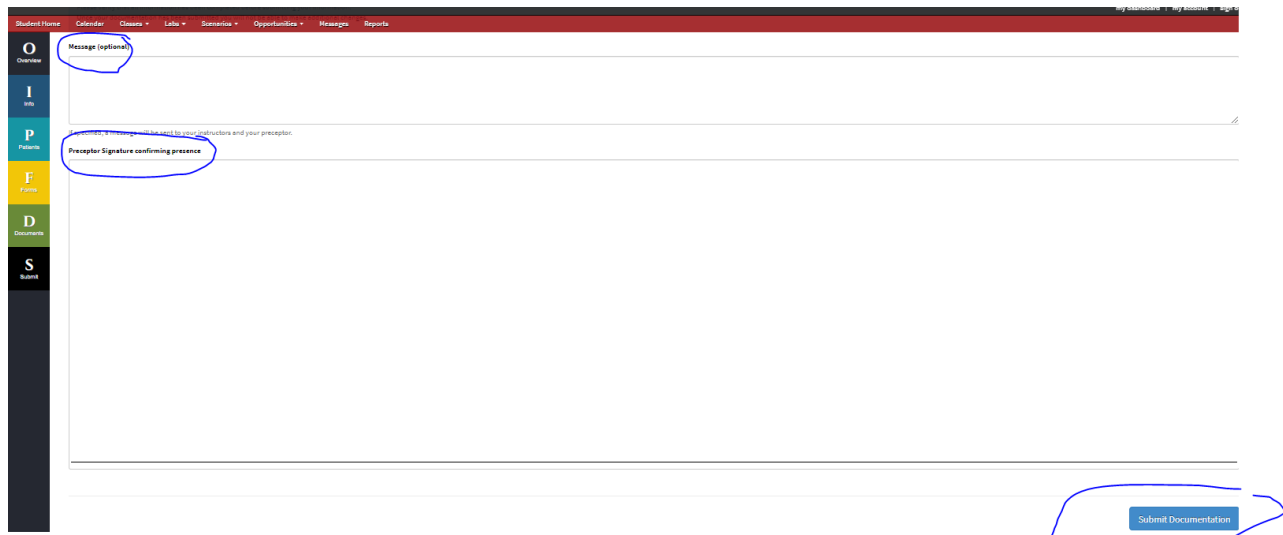 my dashboard | my account | sign o
Student Home Calendar Classes Labs Scenarios Opportunities Messages Reports
O
Overview
I
Info
P
Patients
F
Forms
D
Documents
S
Submit
Message (optional)
If specified, a message will be sent to your instructors and your preceptor.
Preceptor Signature confirming presence
Submit Documentation